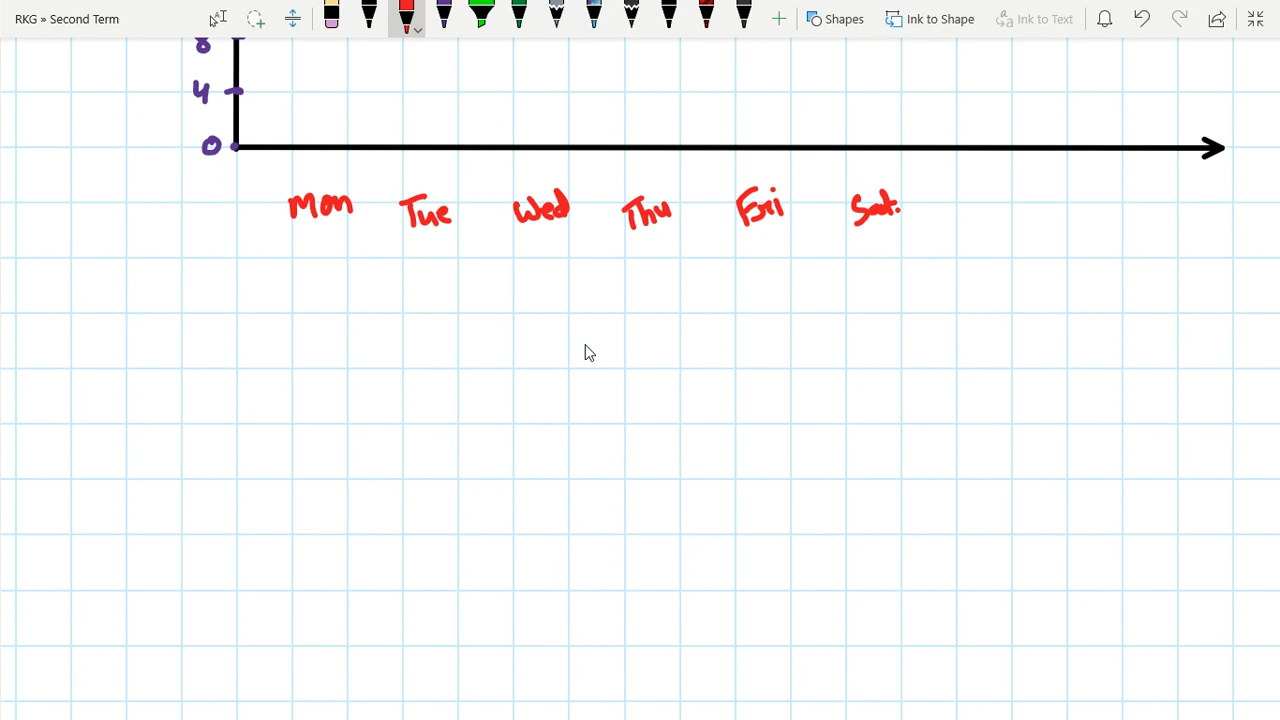 RKG » Second Term
Shapes Ink to Shape Ink to Text
8
4
0
Mon Tue Wed Thu Fri Sat.